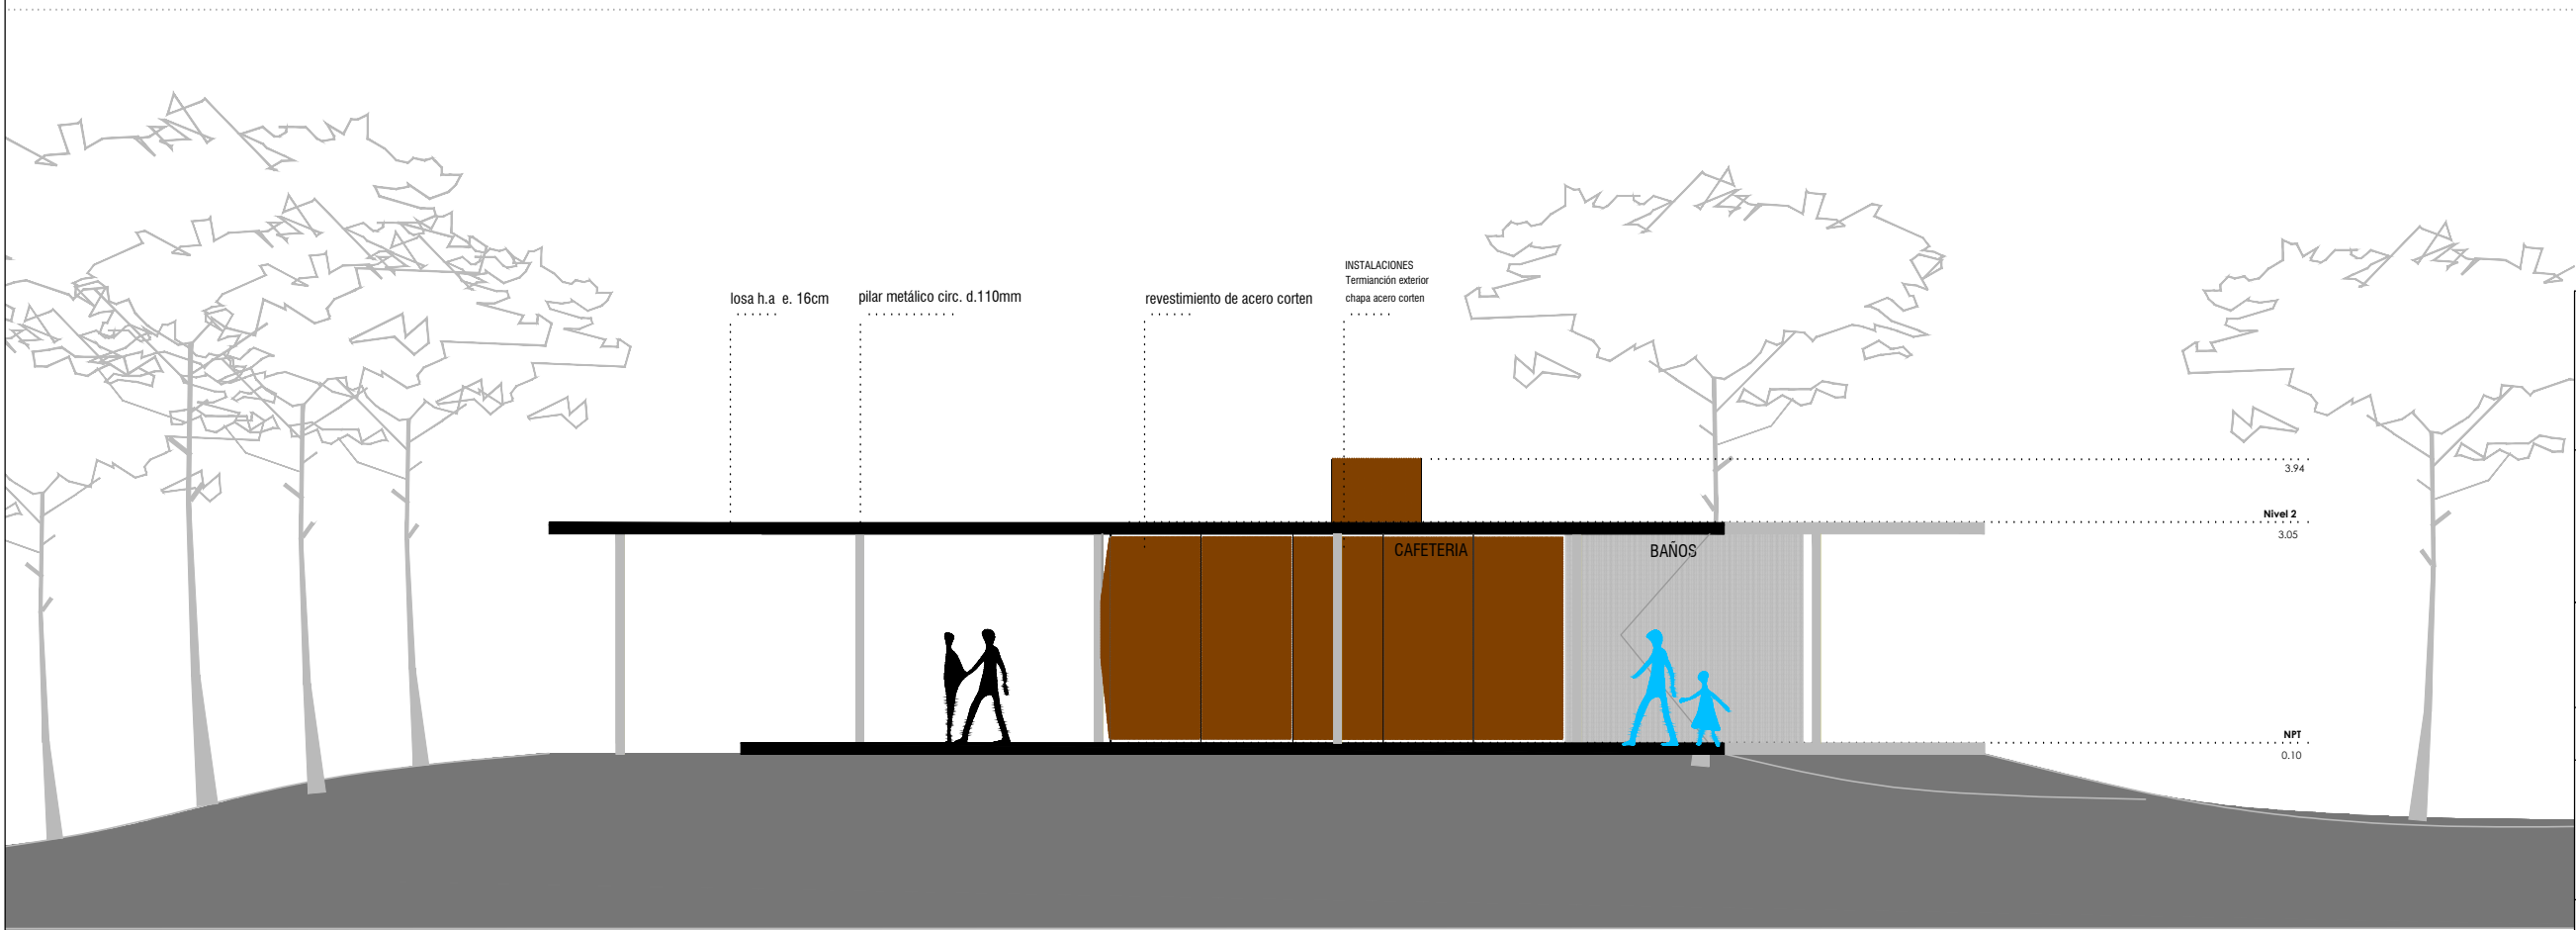 INSTALACIONES
Termianción exterior
chapa acero corten
losa h.a e. 16cm
pilar metálico circ. d.110mm
revestimiento de acero corten
3.94
Nivel 2
3.05
CAFETERIA
BAÑOS
NPT
0.10